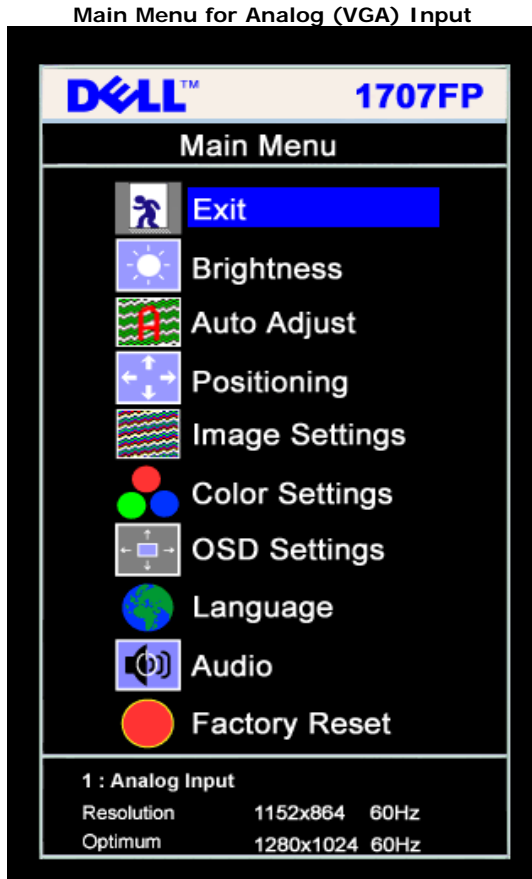 Main Menu for Analog (VGA) Input
DELL™ 1707FP
Main Menu
Exit
Brightness
A Auto Adjust
Positioning
Image Settings
Color Settings
OSD Settings
Language
Audio
Factory Reset
1 : Analog Input
Resolution 1152x864 60Hz
Optimum 1280x1024 60Hz